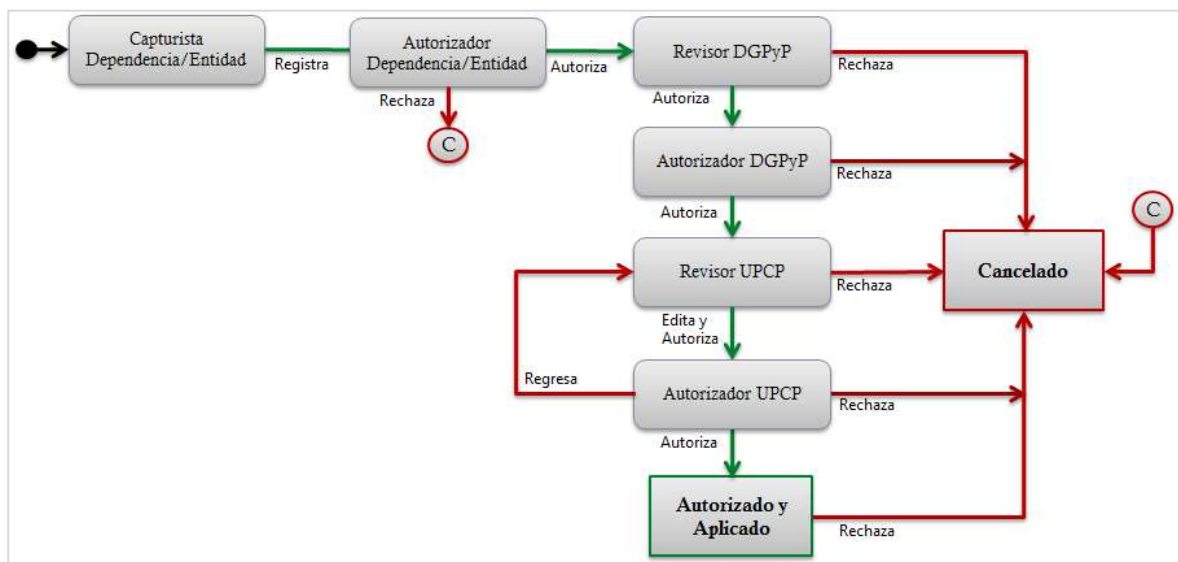 Capturista
Dependencia/Entidad
Registra
Autorizador
Dependencia/Entidad
Autoriza
Rechaza
C
Revisor DGPyP
Rechaza
Autoriza
Autorizador DGPyP
Rechaza
Autoriza
C
Revisor UPCP
Rechaza
Cancelado
Edita y
Autoriza
Regresa
Autorizador UPCP
Rechaza
Autoriza
Autorizado y
Aplicado
Rechaza